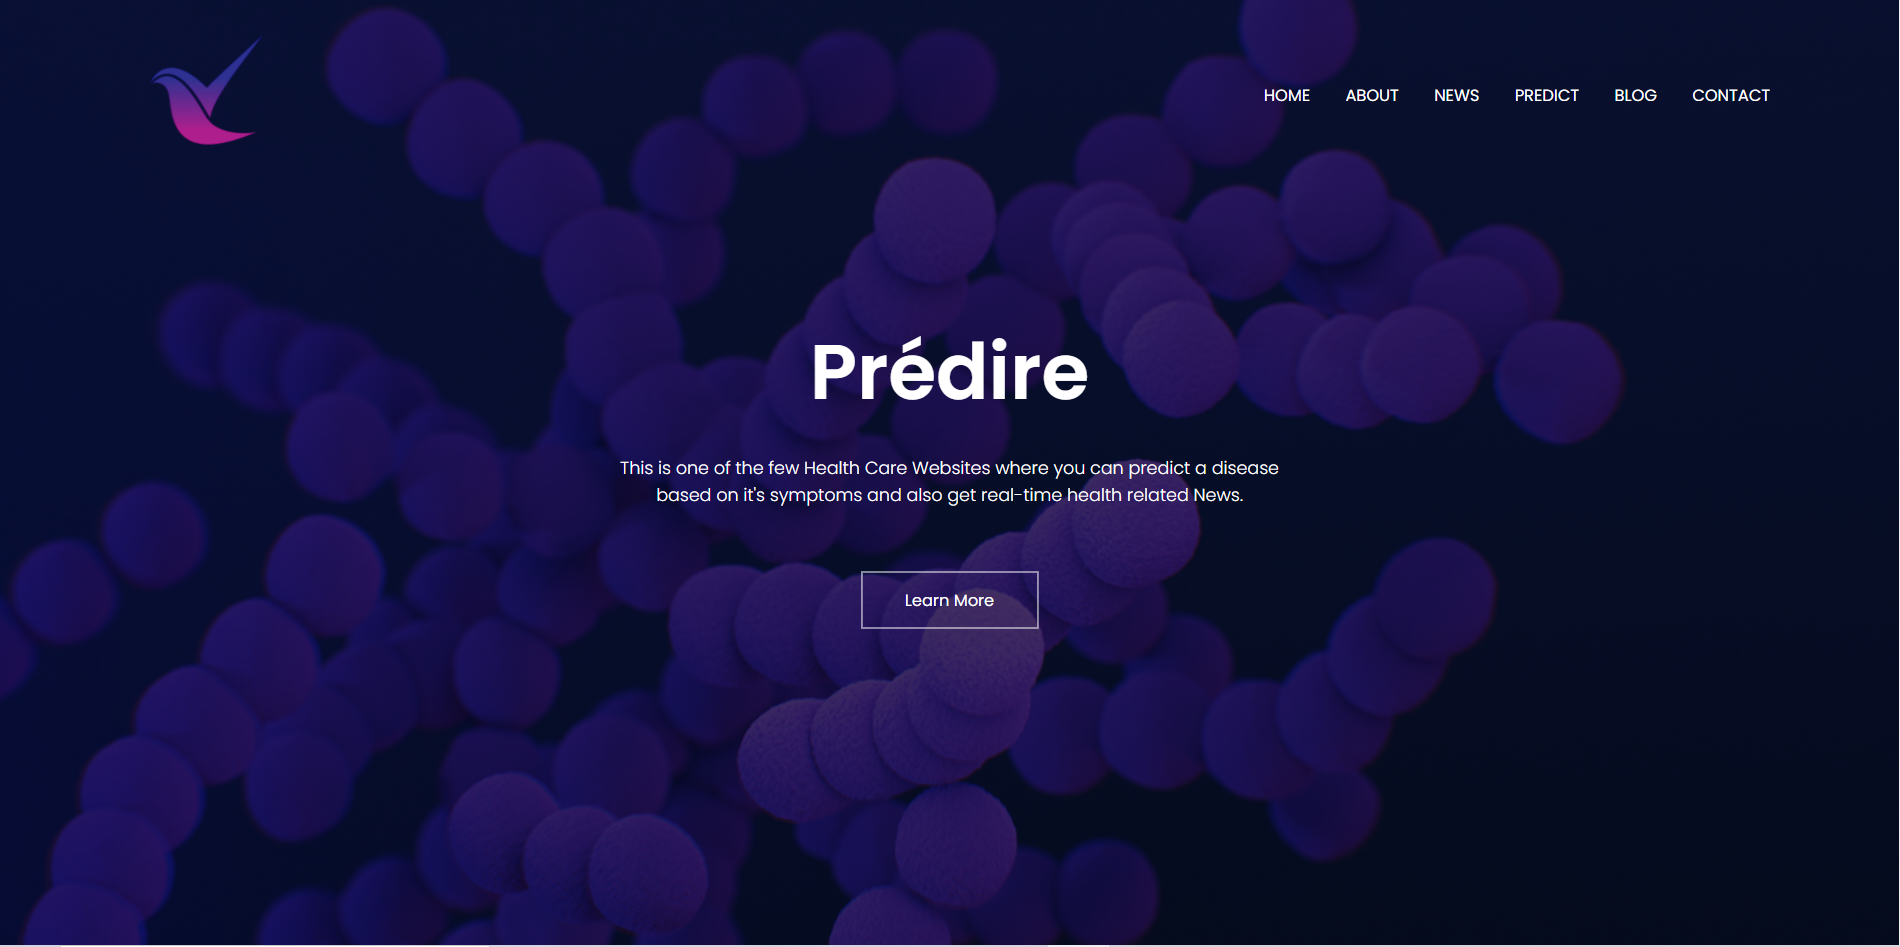 HOME ABOUT NEWS PREDICT BLOG CONTACT
Prédire
This is one of the few Health Care Websites where you can predict a disease
based on it's symptoms and also get real-time health related News.
Learn More